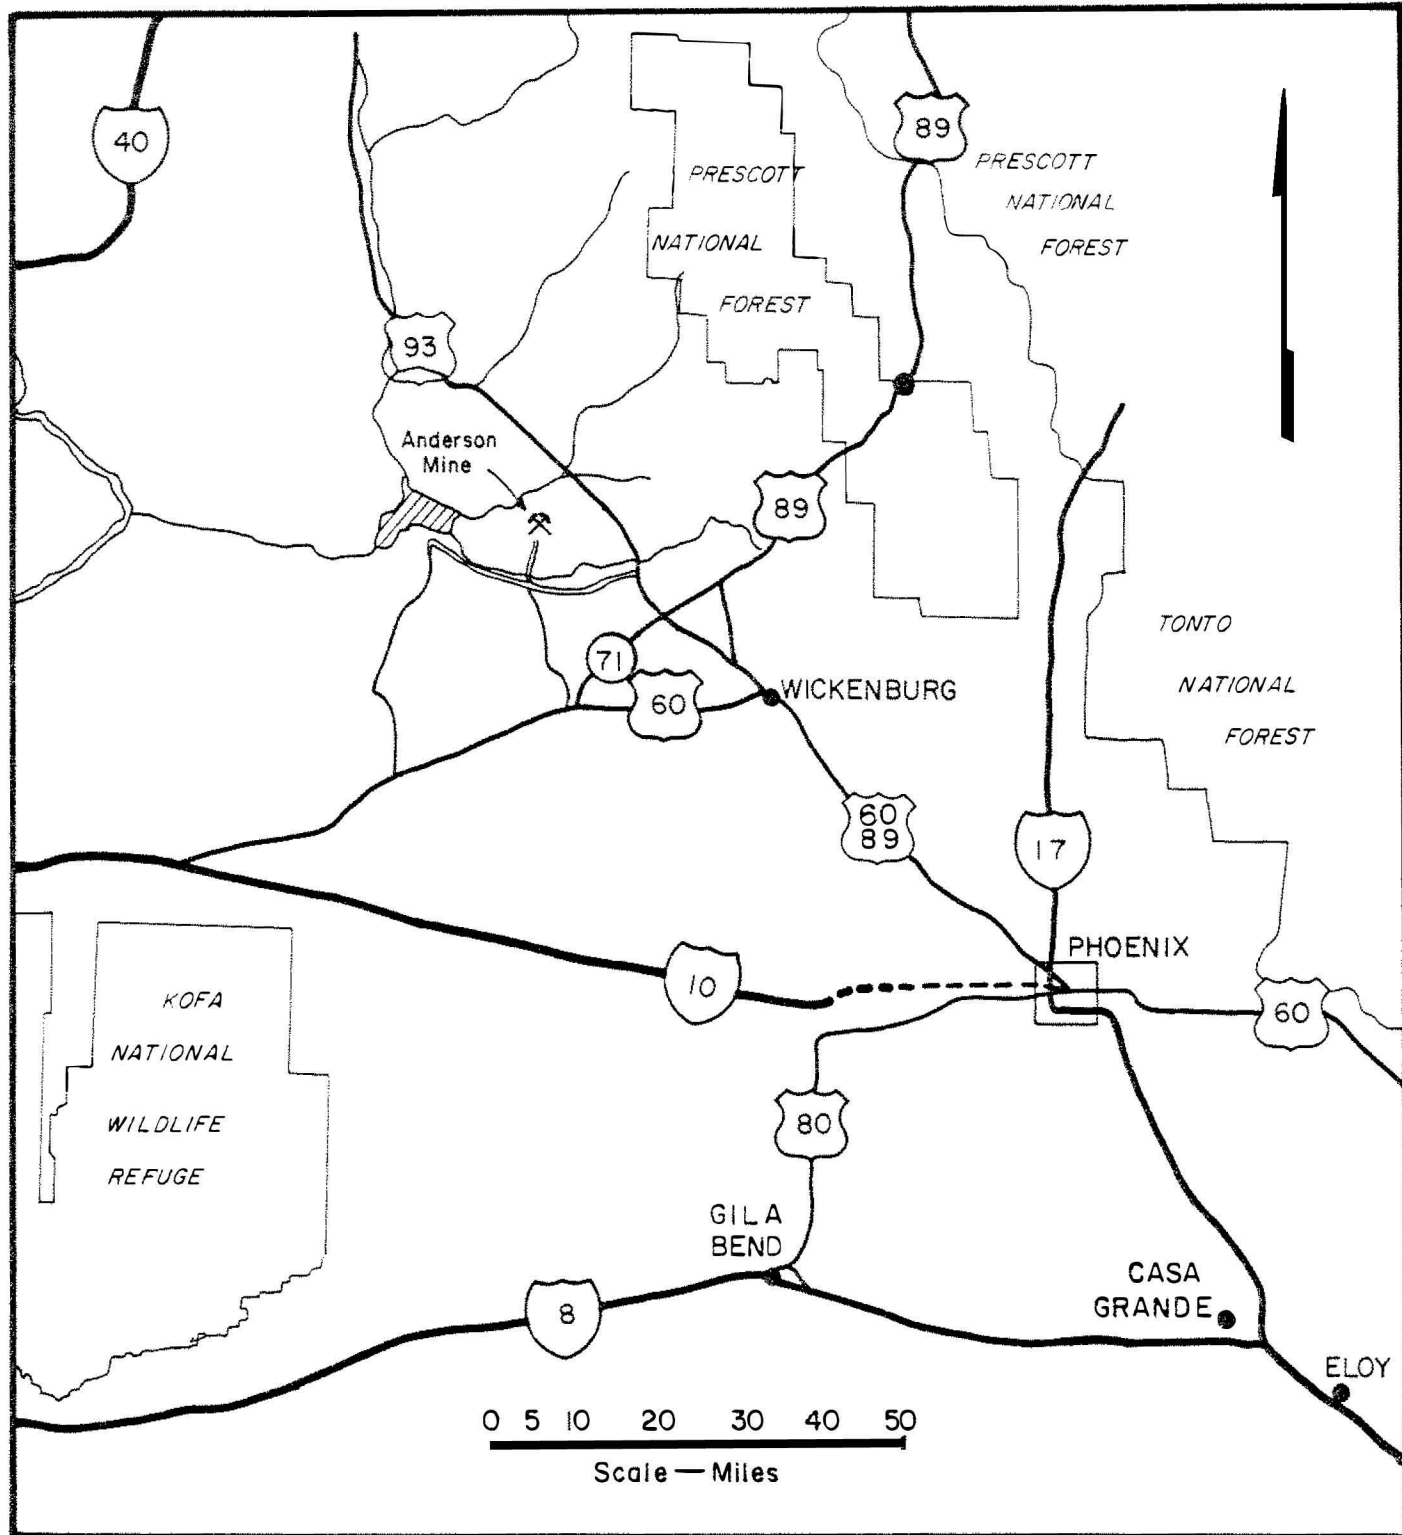 40
89
PRESCOTT
NATIONAL
FOREST
PRESCOTT
NATIONAL
FOREST
93
Anderson
Mine
89
TONTO
NATIONAL
FOREST
71
60
WICKENBURG
60
89
17
PHOENIX
10
60
KOFA
NATIONAL
WILDLIFE
REFUGE
80
GILA
BEND
CASA
GRANDE
8
ELOY
0 5 10 20 30 40 50
Scale — Miles